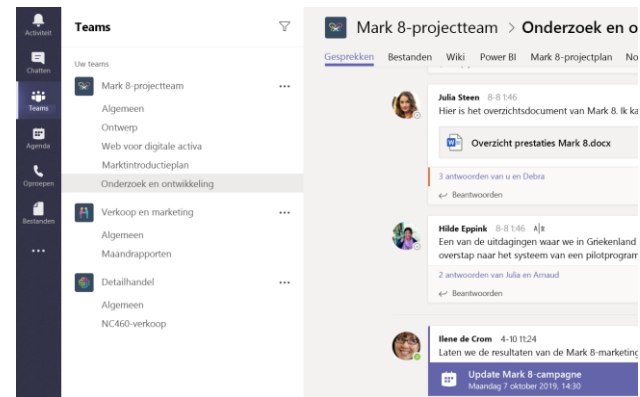 Activiteit
Chatten
Teams
Agenda
Oproepen
Bestanden
Teams
Uw teams
Mark 8-projectteam
Algemeen
Ontwerp
Web voor digitale activa
Marktintroductieplan
Onderzoek en ontwikkeling
Verkoop en marketing
Algemeen
Maandrapporten
Detailhandel
Algemeen
NC460-verkoop
Mark 8-projectteam > Onderzoek en o
Gesprekken Bestanden Wiki Power BI Mark 8-projectplan No
Julia Steen 8-8 1:46
Hier is het overzichtsdocument van Mark 8. Ik ka
Overzicht prestaties Mark 8.docx
3 antwoorden van u en Debra
Beantwoorden
Hilde Eppink 8-8 1:46
Een van de uitdagingen waar we in Griekenland
overstap naar het systeem van een pilotprogram
2 antwoorden van Julia en Arnaud
Beantwoorden
Ilene de Crom 4-10 11:24
Laten we de resultaten van de Mark 8-marketing
Update Mark 8-campagne
Maandag 7 oktober 2019, 14:30